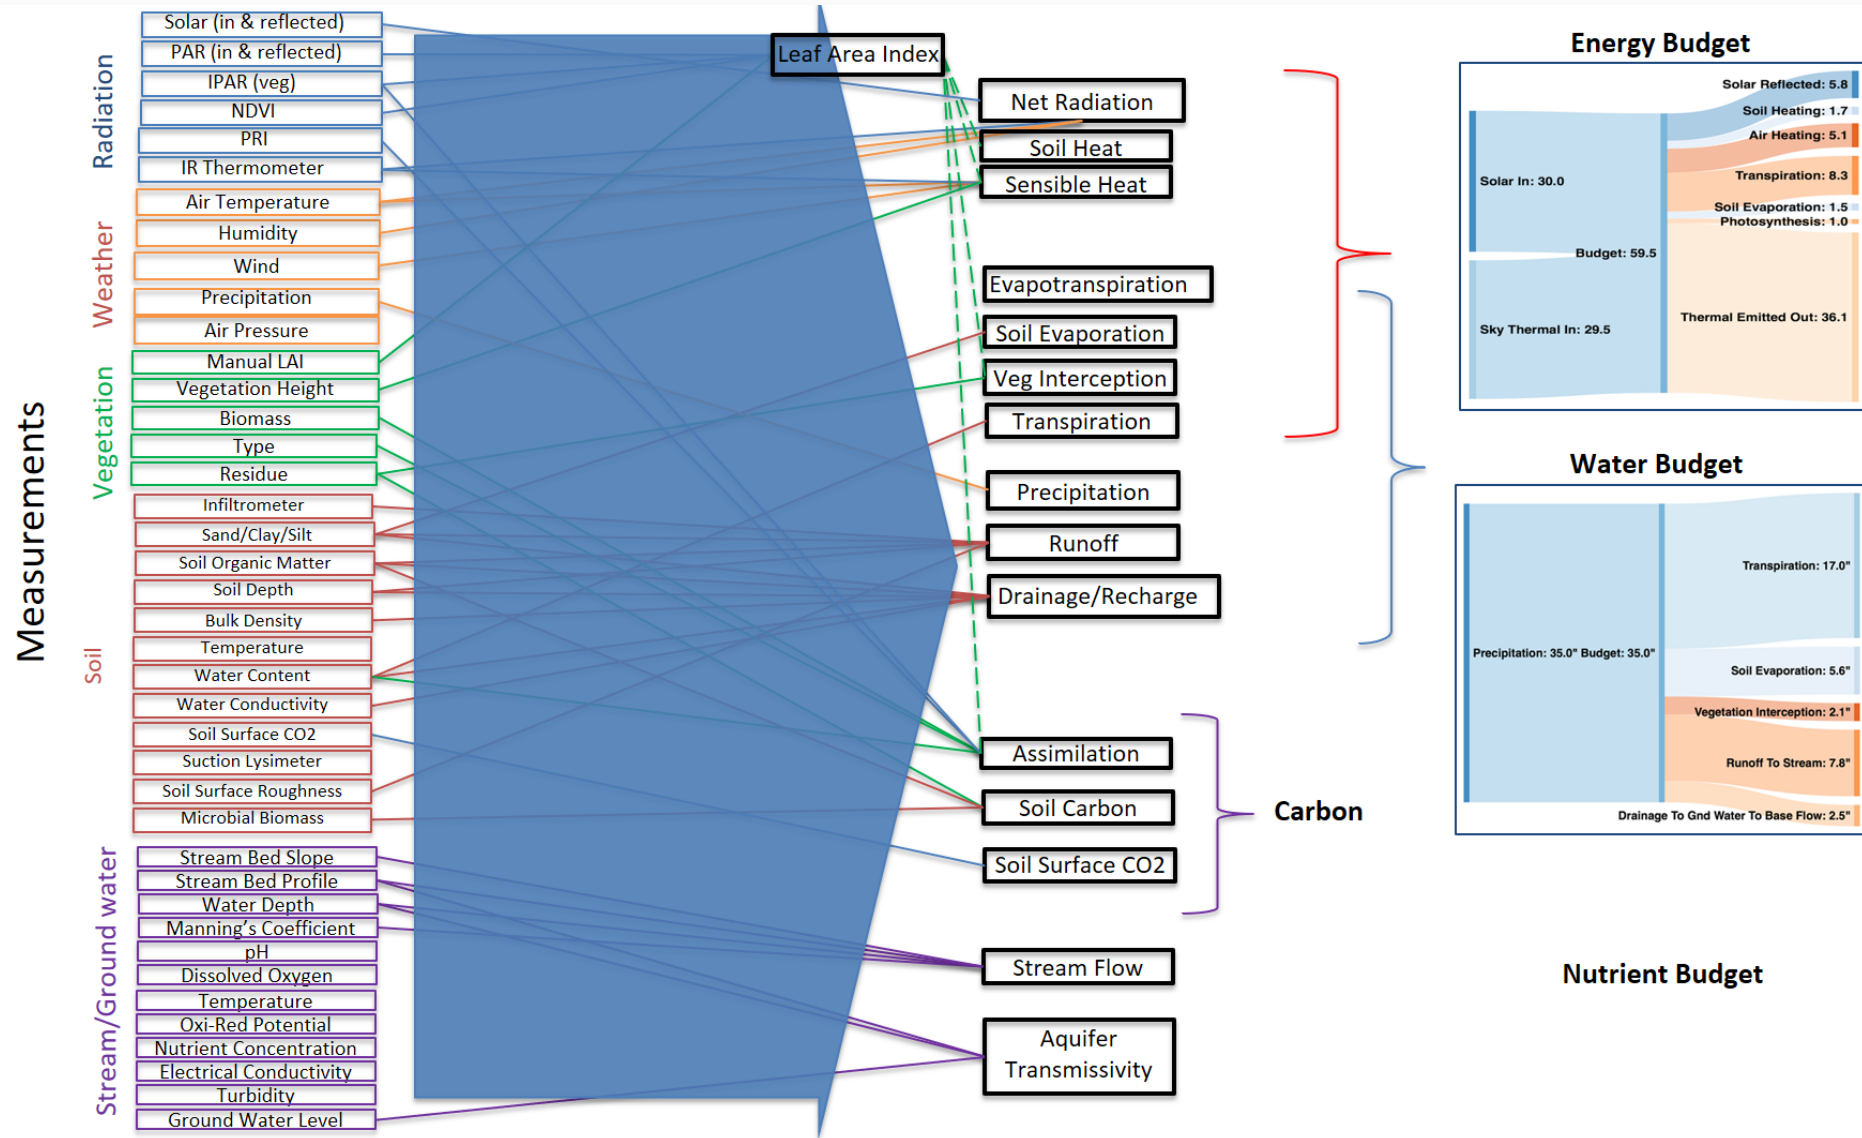 Measurements
Radiation
Solar (in & reflected)
PAR (in & reflected)
IPAR (veg)
NDVI
PRI
IR Thermometer
Weather
Air Temperature
Humidity
Wind
Precipitation
Air Pressure
Vegetation
Manual LAI
Vegetation Height
Biomass
Type
Residue
Soil
Infiltrometer
Sand/Clay/Silt
Soil Organic Matter
Soil Depth
Bulk Density
Temperature
Water Content
Water Conductivity
Soil Surface CO2
Suction Lysimeter
Soil Surface Roughness
Microbial Biomass
Stream/Ground water
Stream Bed Slope
Stream Bed Profile
Water Depth
Manning’s Coefficient
pH
Dissolved Oxygen
Temperature
Oxi-Red Potential
Nutrient Concentration
Electrical Conductivity
Turbidity
Ground Water Level
Leaf Area Index
Net Radiation
Soil Heat
Sensible Heat
Evapotranspiration
Soil Evaporation
Veg Interception
Transpiration
Precipitation
Runoff
Drainage/Recharge
Assimilation
Soil Carbon
Soil Surface CO2
Stream Flow
Aquifer
Transmissivity
Carbon
Energy Budget
Solar In: 30.0
Sky Thermal In: 29.5
Budget: 59.5
Solar Reflected: 5.8
Soil Heating: 1.7
Air Heating: 5.1
Transpiration: 8.3
Soil Evaporation: 1.5
Photosynthesis: 1.0
Thermal Emitted Out: 36.1
Water Budget
Precipitation: 35.0" Budget: 35.0"
Transpiration: 17.0"
Soil Evaporation: 5.6"
Vegetation Interception: 2.1"
Runoff To Stream: 7.8"
Drainage To Gnd Water To Base Flow: 2.5"
Nutrient Budget